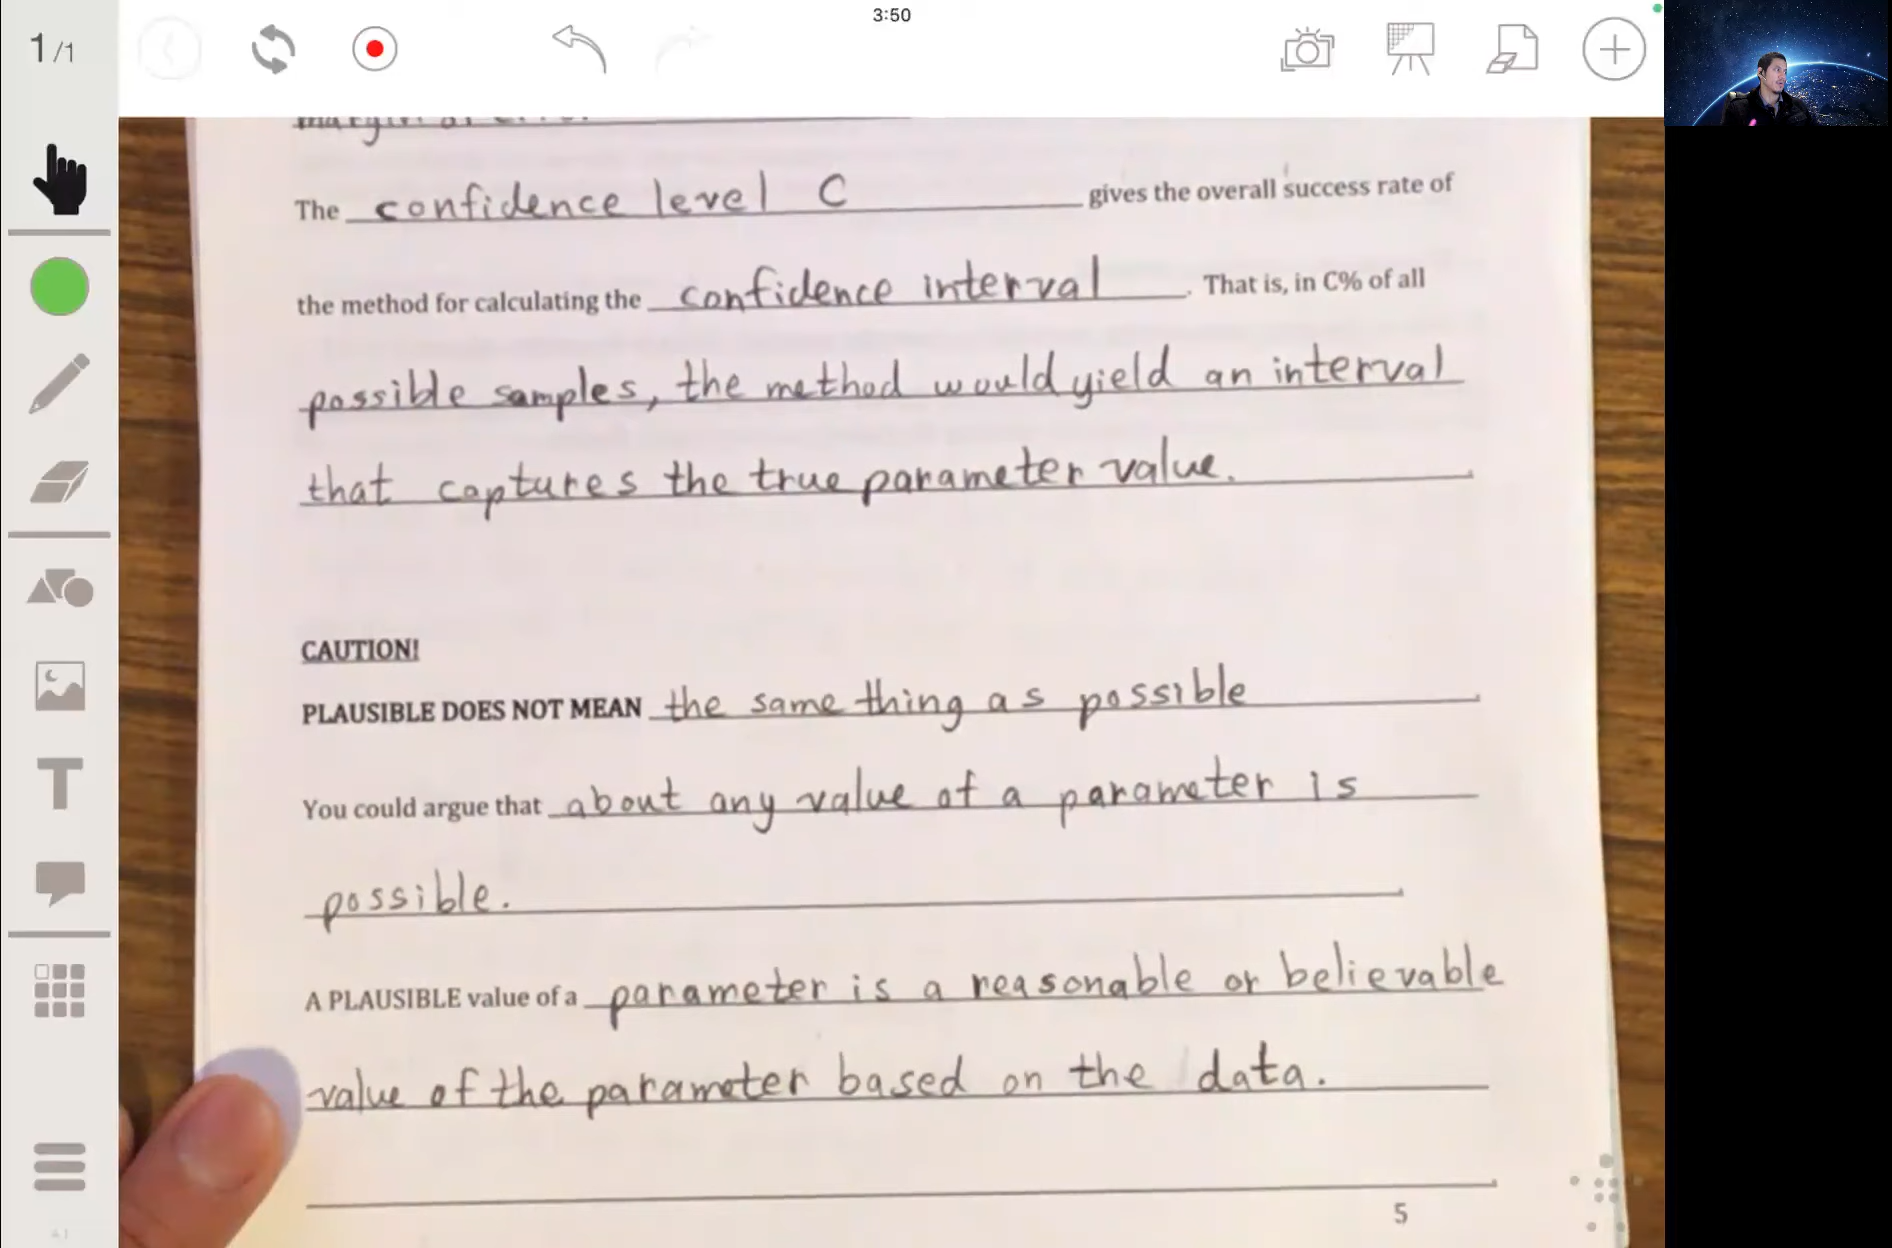 3:50
1/1
margin of error
The confidence level C gives the overall success rate of
the method for calculating the confidence interval. That is, in C% of all
possible samples, the method would yield an interval
that captures the true parameter value.
CAUTION!
PLAUSIBLE DOES NOT MEAN the same thing as possible.
You could argue that about any value of a parameter is
possible.
A PLAUSIBLE value of a parameter is a reasonable or believable
value of the parameter based on the data.
5
T